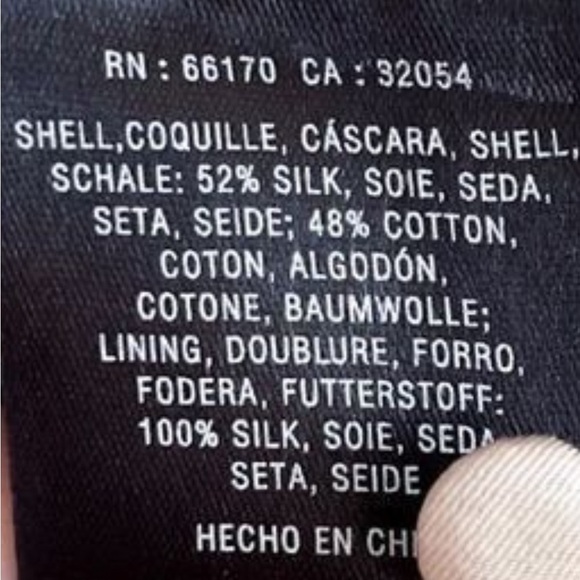 RN : 66170 CA : 32054
SHELL,COQUILLE, CÁSCARA, SHELL,
SCHALE: 52% SILK, SOIE, SEDA,
SETA, SEIDE; 48% COTTON,
COTON, ALGODÓN,
COTONE, BAUMWOLLE;
LINING, DOUBLURE, FORRO,
FODERA, FUTTERSTOFF:
100% SILK, SOIE, SEDA
SETA, SEIDE
HECHO EN